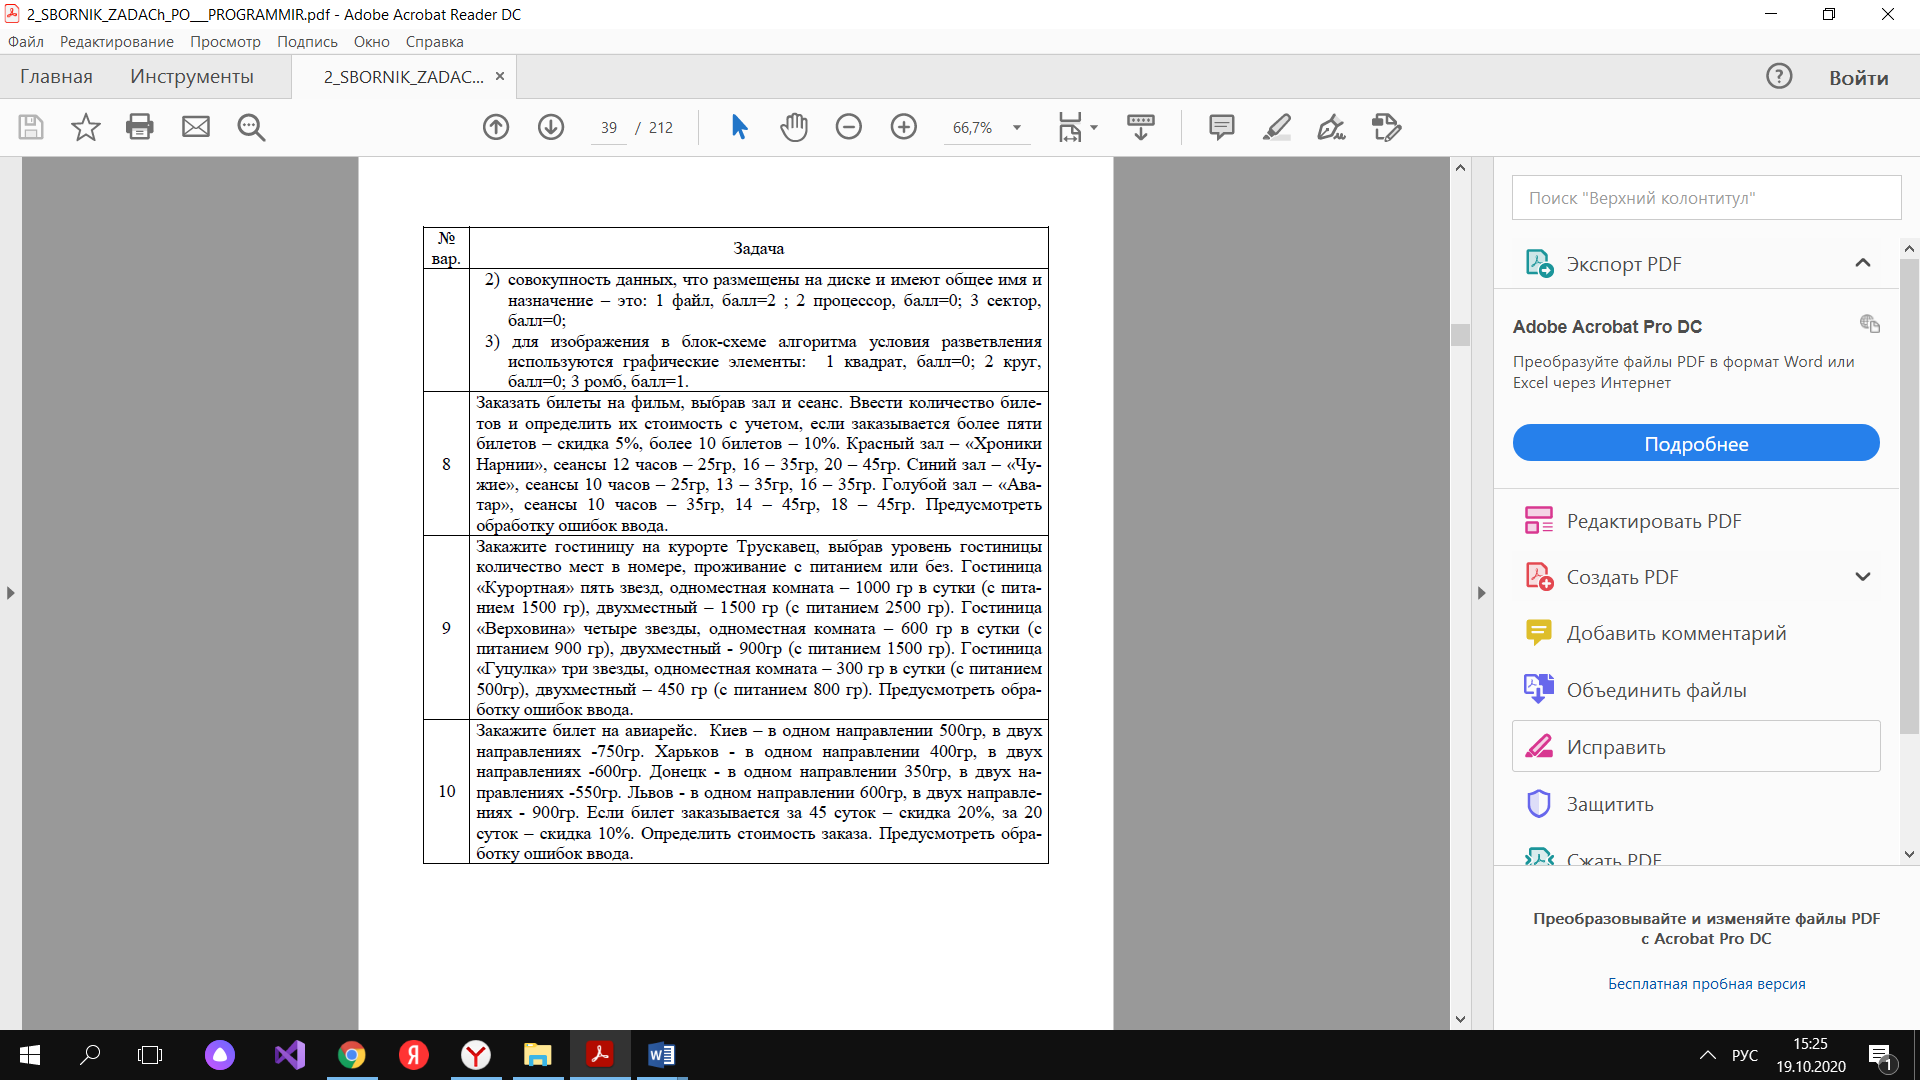 2_SBORNIK_ZADACh_PO___PROGRAMMIR.pdf - Adobe Acrobat Reader DC
Файл Редактирование Просмотр Подпись Окно Справка
Главная Инструменты 2_SBORNIK_ZADAC... × Войти
39 / 212 66,7%
№ вар.
Задача
2) совокупность данных, что размещены на диске и имеют общее имя и
назначение – это: 1 файл, балл=2 ; 2 процессор, балл=0; 3 сектор,
балл=0;
3) для изображения в блок-схеме алгоритма условия разветвления
используются графические элементы: 1 квадрат, балл=0; 2 круг,
балл=0; 3 ромб, балл=1.
8
Заказать билеты на фильм, выбрав зал и сеанс. Ввести количество биле-
тов и определить их стоимость с учетом, если заказывается более пяти
билетов – скидка 5%, более 10 билетов – 10%. Красный зал – «Хроники
Нарнии», сеансы 12 часов – 25гр, 16 – 35гр, 20 – 45гр. Синий зал – «Чу-
жие», сеансы 10 часов – 25гр, 13 – 35гр, 16 – 35гр. Голубой зал – «Ава-
тар», сеансы 10 часов – 35гр, 14 – 45гр, 18 – 45гр. Предусмотреть
обработку ошибок ввода.
9
Закажите гостиницу на курорте Трускавец, выбрав уровень гостиницы
количество мест в номере, проживание с питанием или без. Гостиница
«Курортная» пять звезд, одноместная комната – 1000 гр в сутки (с пита-
нием 1500 гр), двухместный – 1500 гр (с питанием 2500 гр). Гостиница
«Верховина» четыре звезды, одноместная комната – 600 гр в сутки (с
питанием 900 гр), двухместный - 900гр (с питанием 1500 гр). Гостиница
«Гуцулка» три звезды, одноместная комната – 300 гр в сутки (с питанием
500гр), двухместный – 450 гр (с питанием 800 гр). Предусмотреть обра-
ботку ошибок ввода.
10
Закажите билет на авиарейс. Киев – в одном направлении 500гр, в двух
направлениях -750гр. Харьков - в одном направлении 400гр, в двух
направлениях -600гр. Донецк - в одном направлении 350гр, в двух на-
правлениях -550гр. Львов - в одном направлении 600гр, в двух направле-
ниях - 900гр. Если билет заказывается за 45 суток – скидка 20%, за 20
суток – скидка 10%. Определить стоимость заказа. Предусмотреть обра-
ботку ошибок ввода.
Поиск "Верхний колонтитул"
Экспорт PDF
Adobe Acrobat Pro DC
Преобразуйте файлы PDF в формат Word или
Excel через Интернет
Подробнее
Редактировать PDF
Создать PDF
Добавить комментарий
Объединить файлы
Исправить
Защитить
Сжать PDF
Преобразовывайте и изменяйте файлы PDF
с Acrobat Pro DC
Бесплатная пробная версия
РУС
15:25
19.10.2020
1